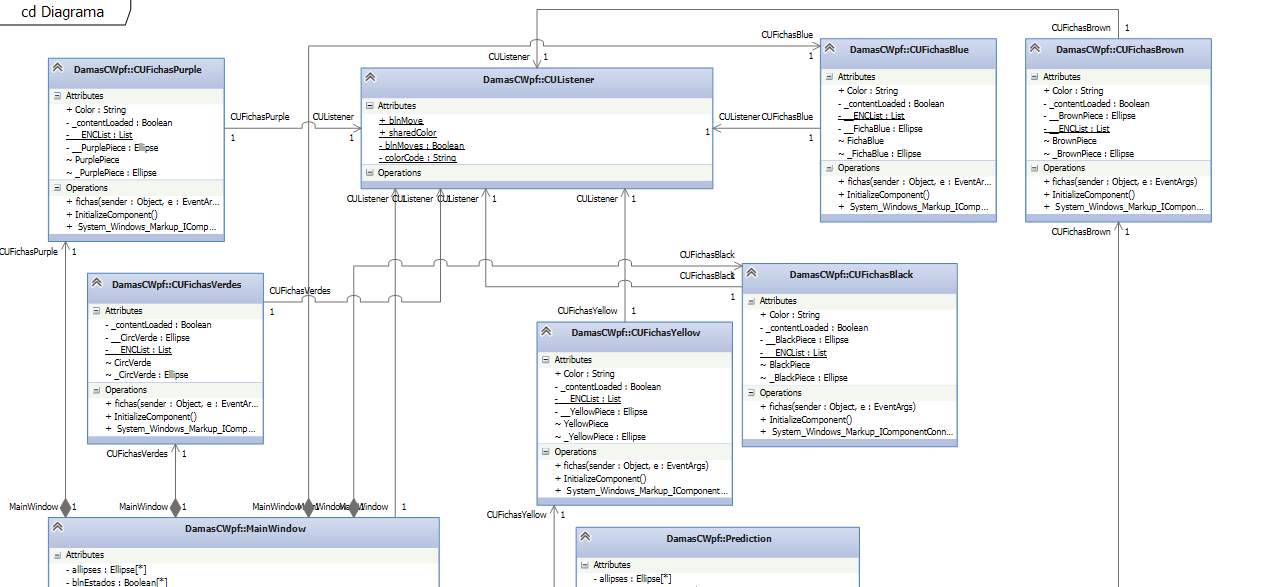 cd Diagrama
DamasCWpf::CUFichasPurple
Attributes
+ Color : String
- _contentLoaded : Boolean
- __ENCList : List
- __PurplePiece : Ellipse
~ PurplePiece
~ _PurplePiece : Ellipse
Operations
+ fichas(sender : Object, e : EventAr...
+ InitializeComponent()
+ System_Windows_Markup_IComp...
CUFichasPurple
1
CUListener
1
CUListener
1
DamasCWpf::CUListener
Attributes
+ blnMove
+ sharedColor
- blnMoves : Boolean
- colorCode : String
Operations
CUFichasBlue
1
1
CUListener
CUFichasBlue
1
DamasCWpf::CUFichasBlue
Attributes
+ Color : String
- _contentLoaded : Boolean
- __ENCList : List
- __FichaBlue : Ellipse
~ FichaBlue
~ _FichaBlue : Ellipse
Operations
+ fichas(sender : Object, e : EventAr...
+ InitializeComponent()
+ System_Windows_Markup_IComp...
CUFichasBrown
1
DamasCWpf::CUFichasBrown
Attributes
+ Color : String
- _contentLoaded : Boolean
- __BrownPiece : Ellipse
- __ENCList : List
~ BrownPiece
~ _BrownPiece : Ellipse
Operations
+ fichas(sender : Object, e : EventArgs)
+ InitializeComponent()
+ System_Windows_Markup_ICompon...
CUFichasBrown
1
CUListener
CUListener
CUListener
1
CUListener
1
CUFichasPurple
1
DamasCWpf::CUFichasVerdes
Attributes
- _contentLoaded : Boolean
- __CircVerde : Ellipse
- __ENCList : List
~ CircVerde
~ _CircVerde : Ellipse
Operations
+ fichas(sender : Object, e : EventAr...
+ InitializeComponent()
+ System_Windows_Markup_IComp...
CUFichasVerdes
1
CUFichasVerdes
1
CUFichasBlack
CUFichasBlack
1
1
DamasCWpf::CUFichasBlack
Attributes
+ Color : String
- _contentLoaded : Boolean
- __BlackPiece : Ellipse
- __ENCList : List
~ BlackPiece
~ _BlackPiece : Ellipse
Operations
+ fichas(sender : Object, e : EventArgs)
+ InitializeComponent()
+ System_Windows_Markup_IComponentConn...
CUFichasYellow
1
DamasCWpf::CUFichasYellow
Attributes
+ Color : String
- _contentLoaded : Boolean
- __ENCList : List
- __YellowPiece : Ellipse
~ YellowPiece
~ _YellowPiece : Ellipse
Operations
+ fichas(sender : Object, e : EventArgs)
+ InitializeComponent()
+ System_Windows_Markup_IComponent...
CUFichasYellow
1
MainWindow
1
MainWindow
1
MainWindow
MainWindow
1
DamasCWpf::MainWindow
Attributes
- allipses : Ellipse[*]
- blnEstados : Boolean[*]
DamasCWpf::Prediction
Attributes
- allipses : Ellipse[*]